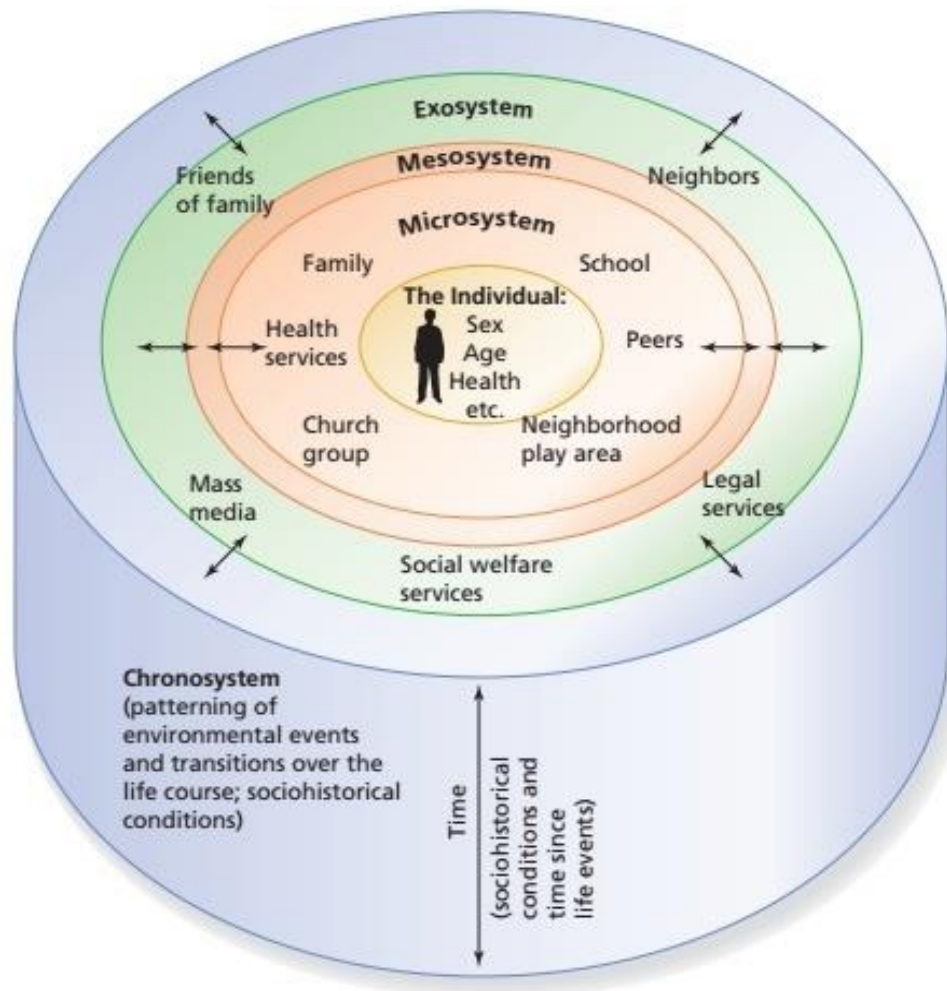 Exosystem
Friends
of family
Mesosystem
Neighbors
Microsystem
Family
School
The Individual:
Sex
Age
Health
etc.
Health
services
Peers
Church
group
Neighborhood
play area
Mass
media
Legal
services
Social welfare
services
Chronosystem
(patterning of
environmental events
and transitions over the
life course; sociohistorical
conditions)
Time
(sociohistorical
conditions and
time since
life events)